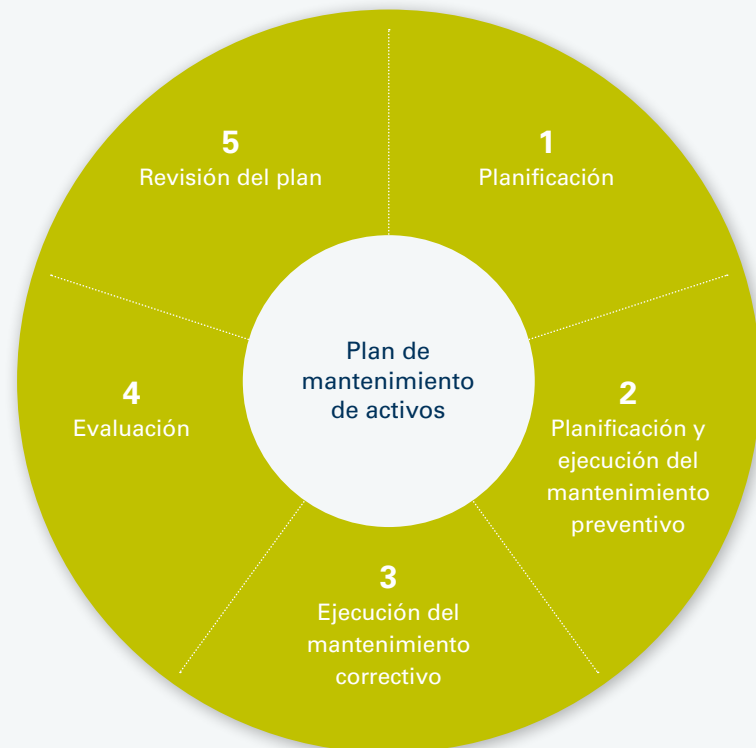 1
Planificación
2
Planificación y
ejecución del
mantenimiento
preventivo
3
Ejecución del
mantenimiento
correctivo
4
Evaluación
5
Revisión del plan
Plan de
mantenimiento
de activos